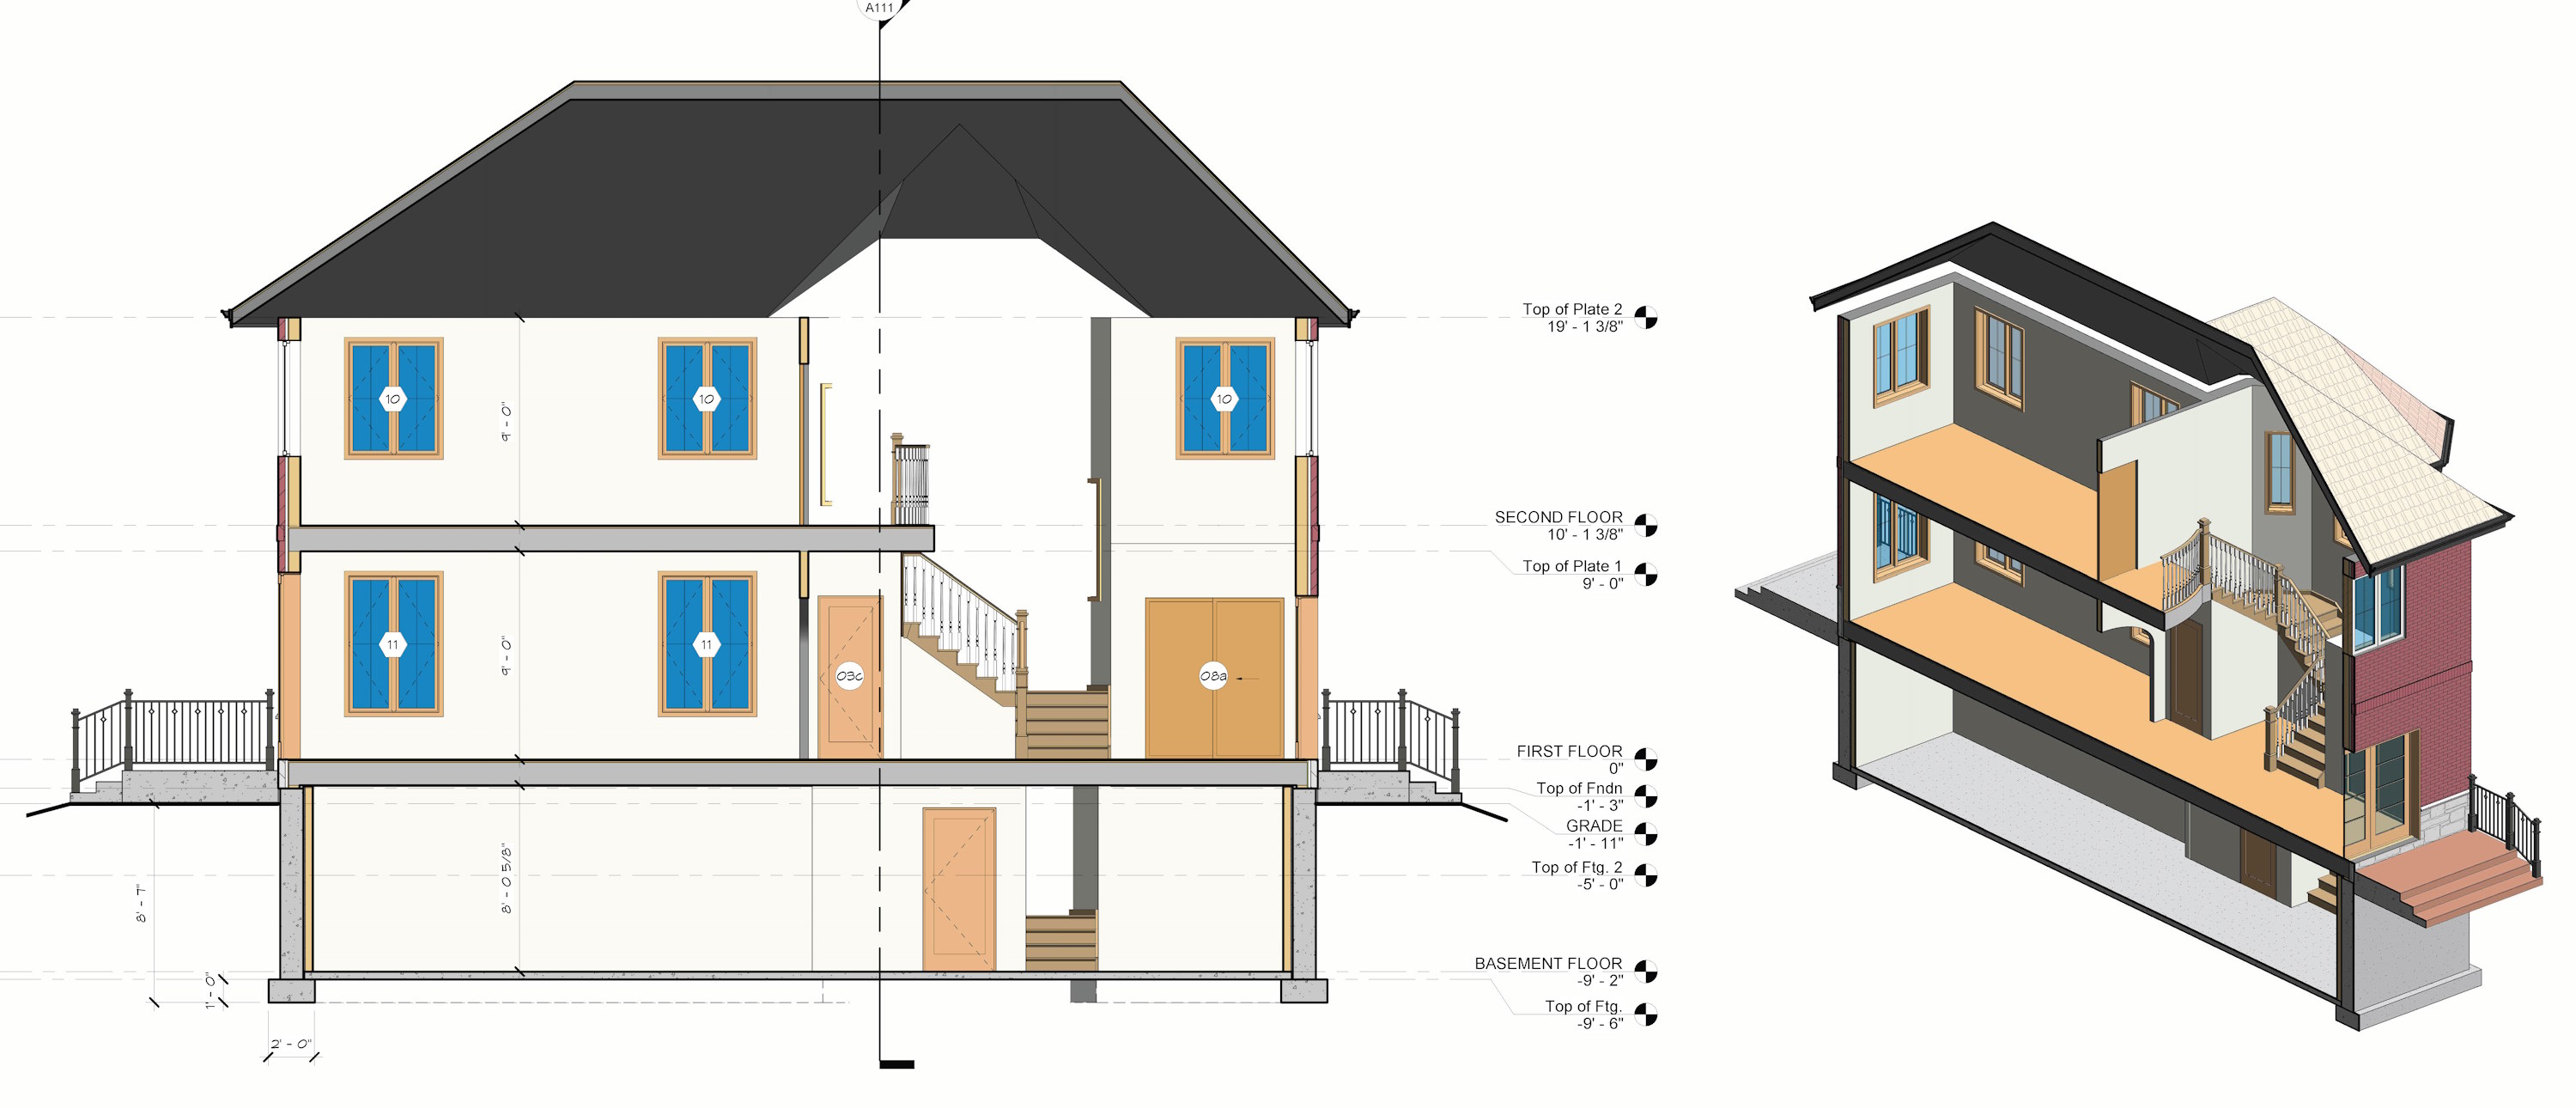 A111
Top of Plate 2
19' - 1 3/8"
10
10
10
9' - 0"
SECOND FLOOR
10' - 1 3/8"
Top of Plate 1
9' - 0"
11
11
9' - 0"
03c
08a
FIRST FLOOR
0"
Top of Fndn
-1' - 3"
GRADE
-1' - 11"
Top of Ftg. 2
-5' - 0"
8' - 0 5/8"
8' - 7"
BASEMENT FLOOR
-9' - 2"
1' - 0"
Top of Ftg.
-9' - 6"
2' - 0"